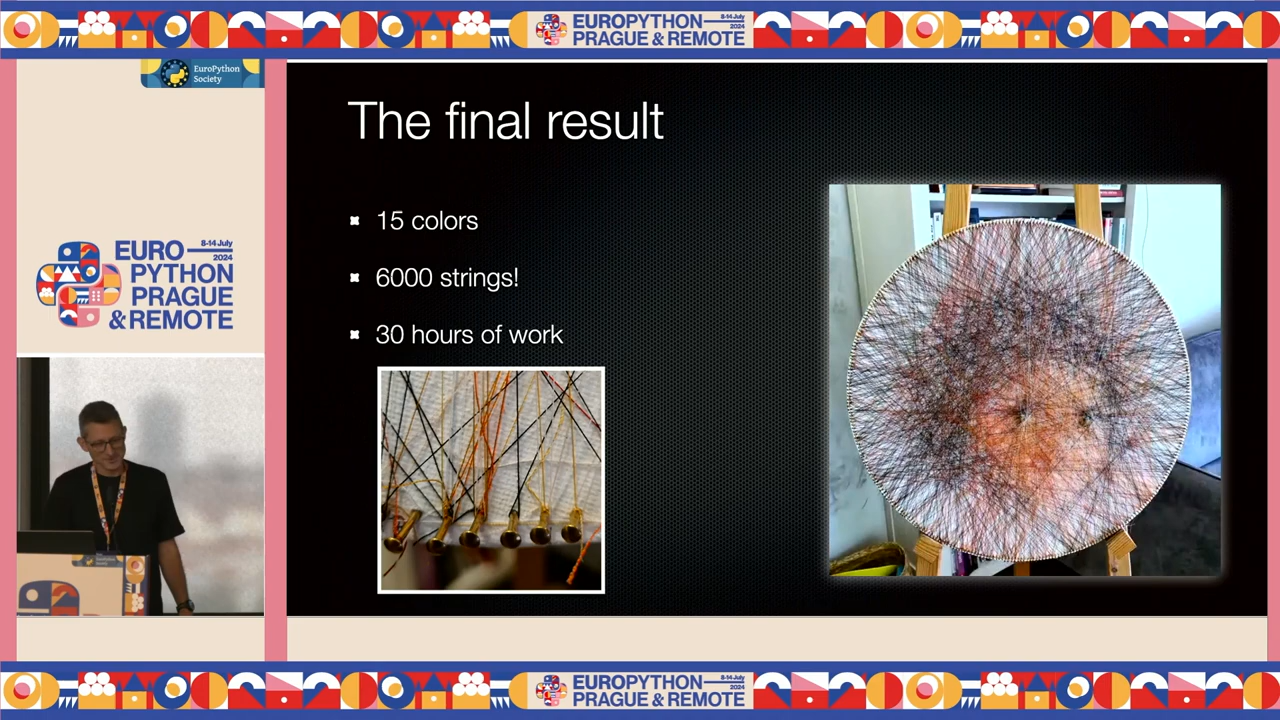 EUROPYTHON
8-14 July
2024
PRAGUE & REMOTE
EuroPython
Society
EURO
8-14 July
2024
PYTHON
PRAGUE
& REMOTE
The final result
15 colors
6000 strings!
30 hours of work
EUROPYTHON
8-14 July
2024
PRAGUE & REMOTE